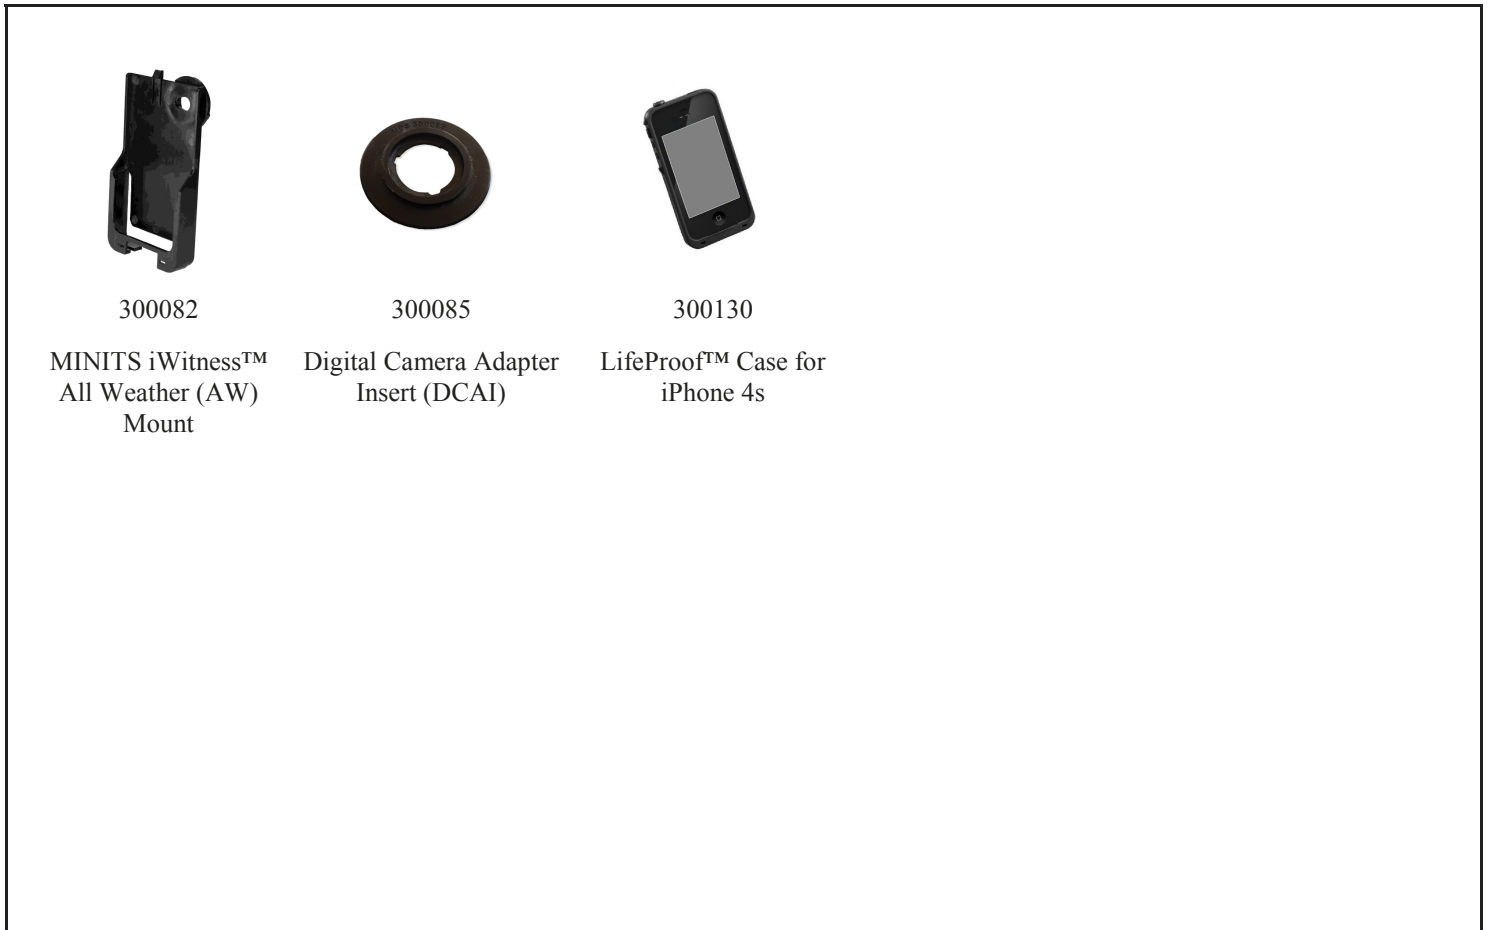 300082
MINITS iWitness™
All Weather (AW)
Mount
300085
Digital Camera Adapter
Insert (DCAI)
300130
LifeProof™ Case for
iPhone 4s